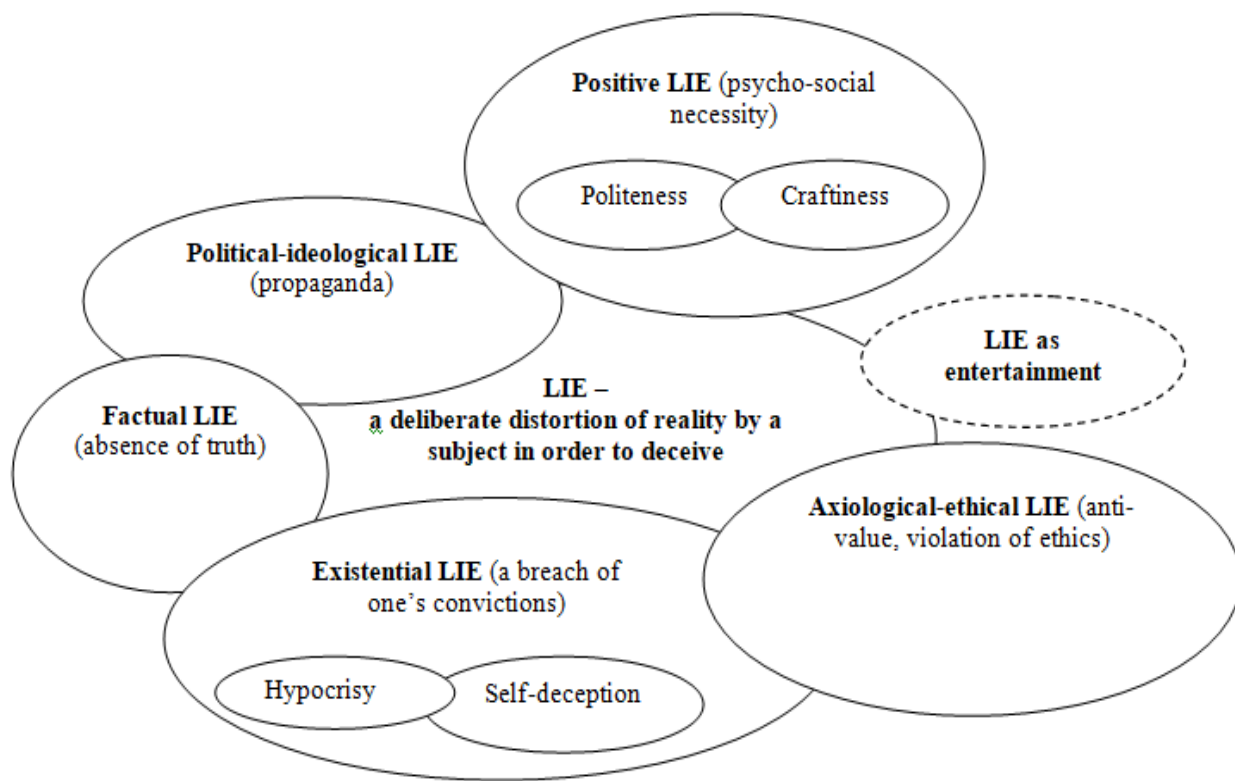 Positive LIE (psycho-social
necessity)
Politeness
Craftiness
Political-ideological LIE
(propaganda)
LIE as
entertainment
LIE –
a deliberate distortion of reality by a
subject in order to deceive
Factual LIE
(absence of truth)
Axiological-ethical LIE (anti-
value, violation of ethics)
Existential LIE (a breach of
one’s convictions)
Hypocrisy
Self-deception